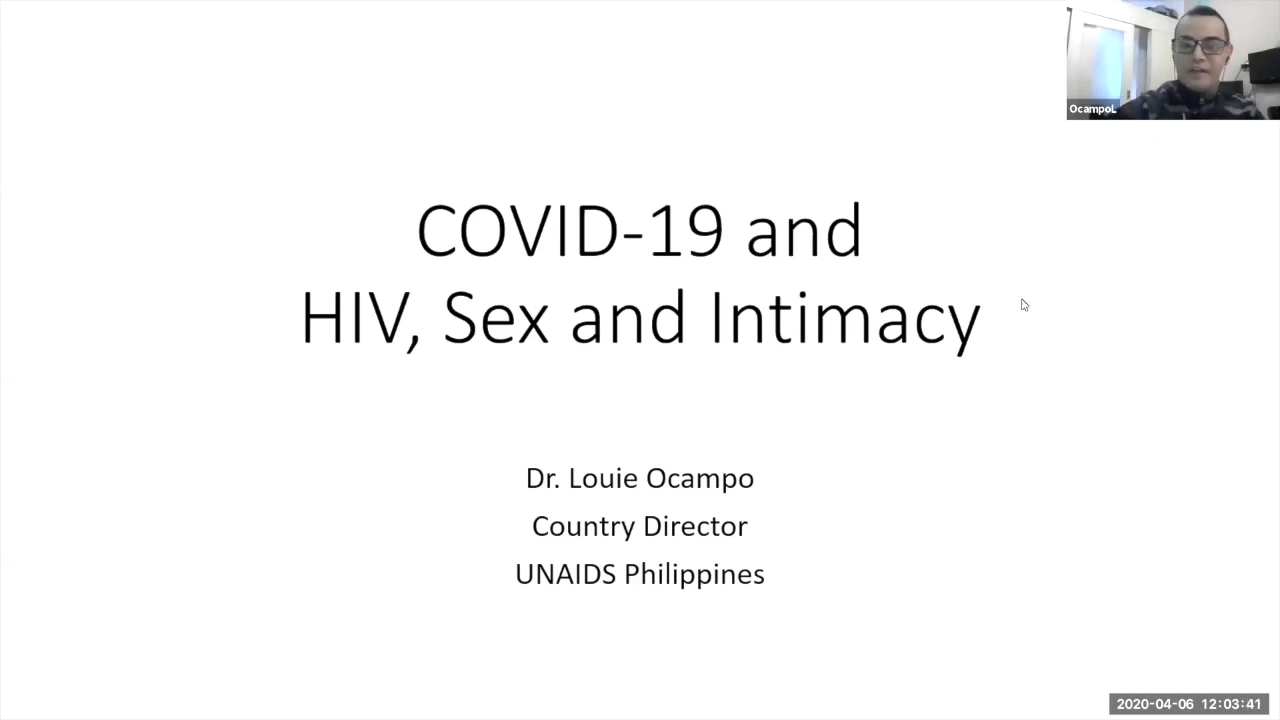 OcampoL
COVID-19 and
HIV, Sex and Intimacy
Dr. Louie Ocampo
Country Director
UNAIDS Philippines
2020-04-06 12:03:41